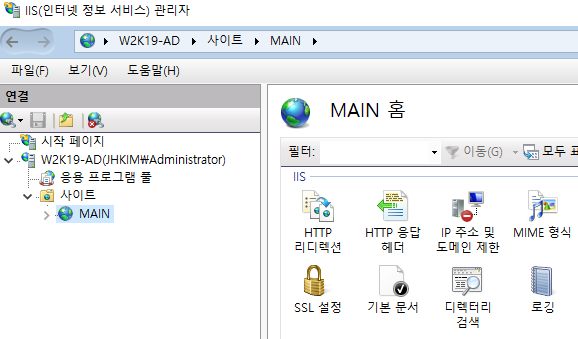 IIS(인터넷 정보 서비스) 관리자
W2K19-AD 사이트 MAIN
파일(F) 보기(V) 도움말(H)
연결
시작 페이지
W2K19-AD(JHKIM₩Administrator)
응용 프로그램 풀
사이트
MAIN
MAIN 홈
필터: 이동(G) 모두 표
IIS
HTTP
리디렉션
HTTP 응답
헤더
IP 주소 및
도메인 제한
MIME 형식
SSL 설정
기본 문서
디렉터리
검색
로깅